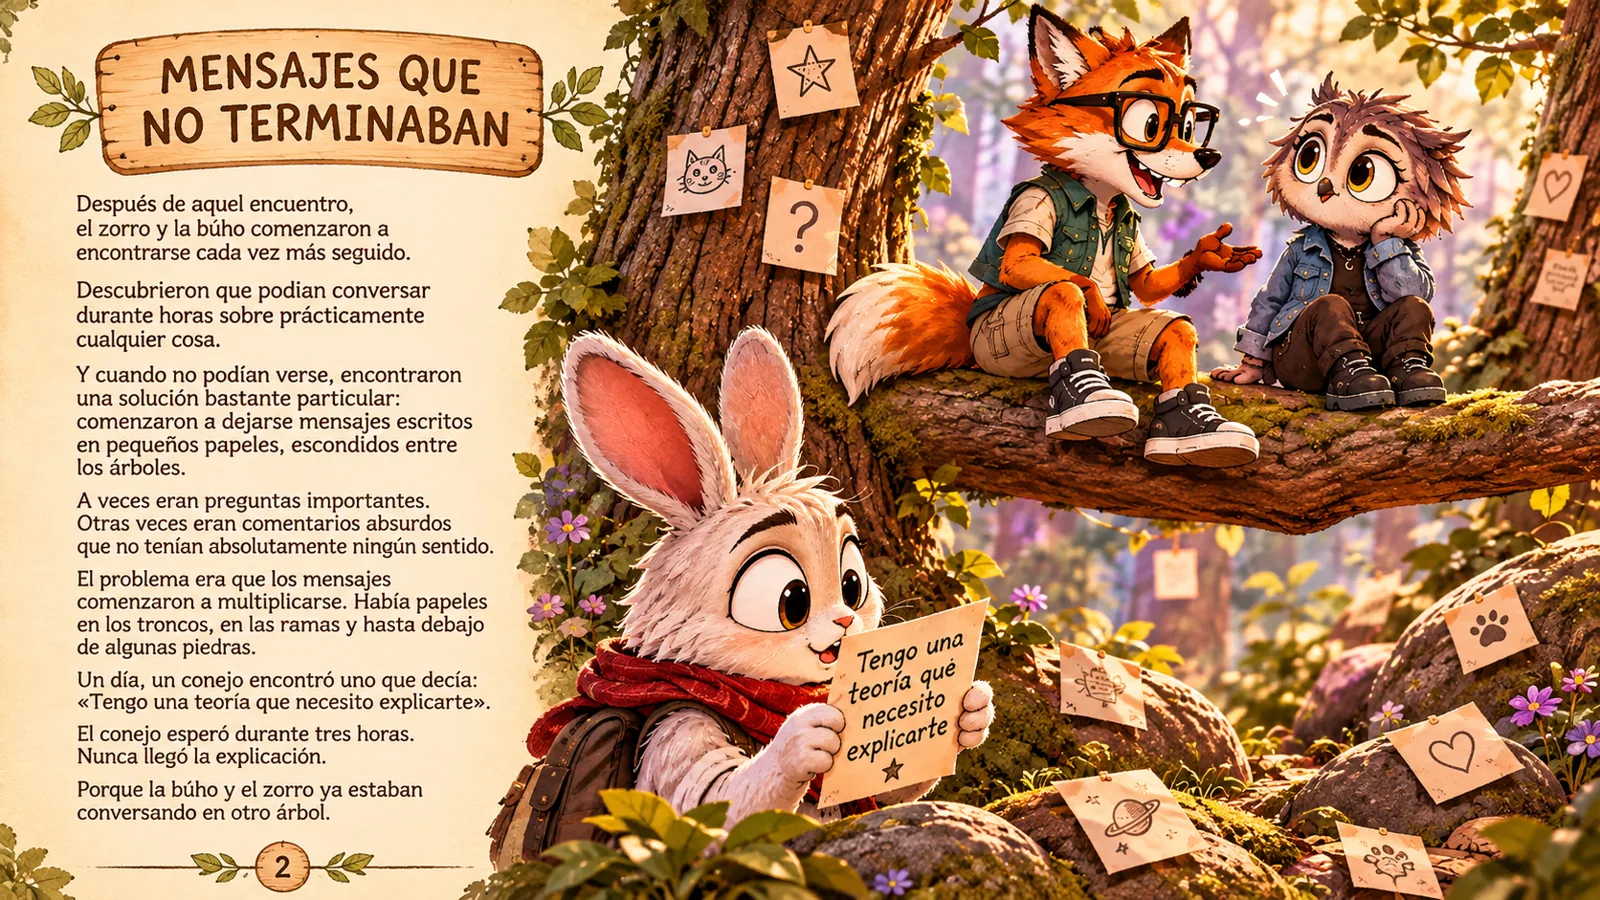 MENSAJES QUE
NO TERMINABAN
Después de aquel encuentro,
el zorro y la búho comenzaron a
encontrarse cada vez más seguido.
Descubrieron que podian conversar
durante horas sobre prácticamente
cualquier cosa.
Y cuando no podían verse, encontraron
una solución bastante particular:
comenzaron a dejarse mensajes escritos
en pequeños papeles, escondidos entre
los árboles.
A veces eran preguntas importantes.
Otras veces eran comentarios absurdos
que no tenían absolutamente ningún sentido.
El problema era que los mensajes
comenzaron a multiplicarse. Había papeles
en los troncos, en las ramas y hasta debajo
de algunas piedras.
Un día, un conejo encontró uno que decía:
«Tengo una teoría que necesito explicarte».
El conejo esperó durante tres horas.
Nunca llegó la explicación.
Porque la búho y el zorro ya estaban
conversando en otro árbol.
2
?
Tengo una
teoría que
necesito
explicarte